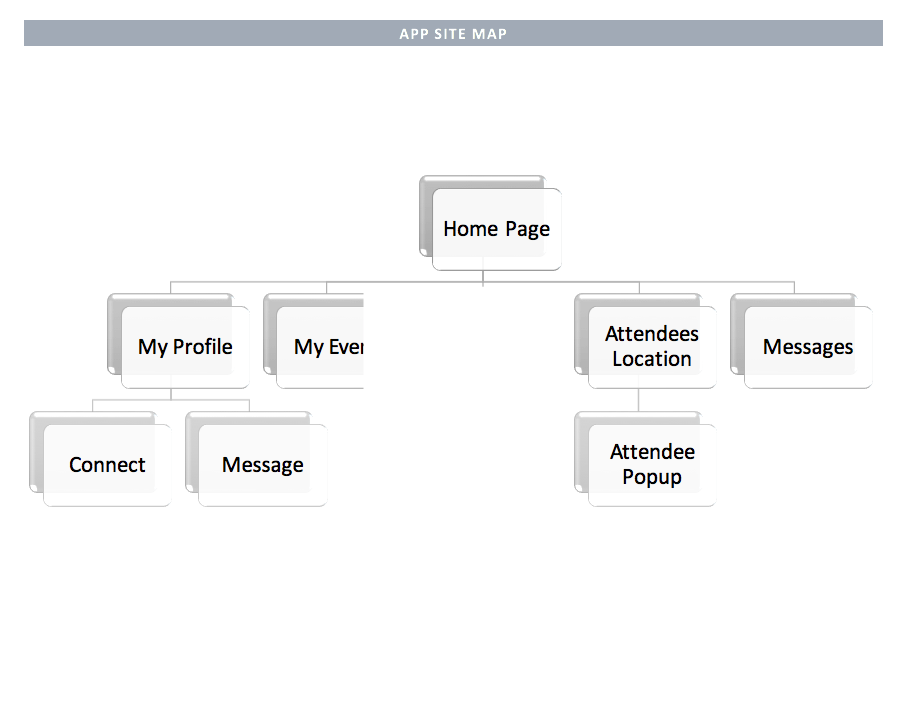 APP SITE MAP
Home Page
My Profile
My Ever
Attendees
Location
Messages
Connect
Message
Attendee
Popup